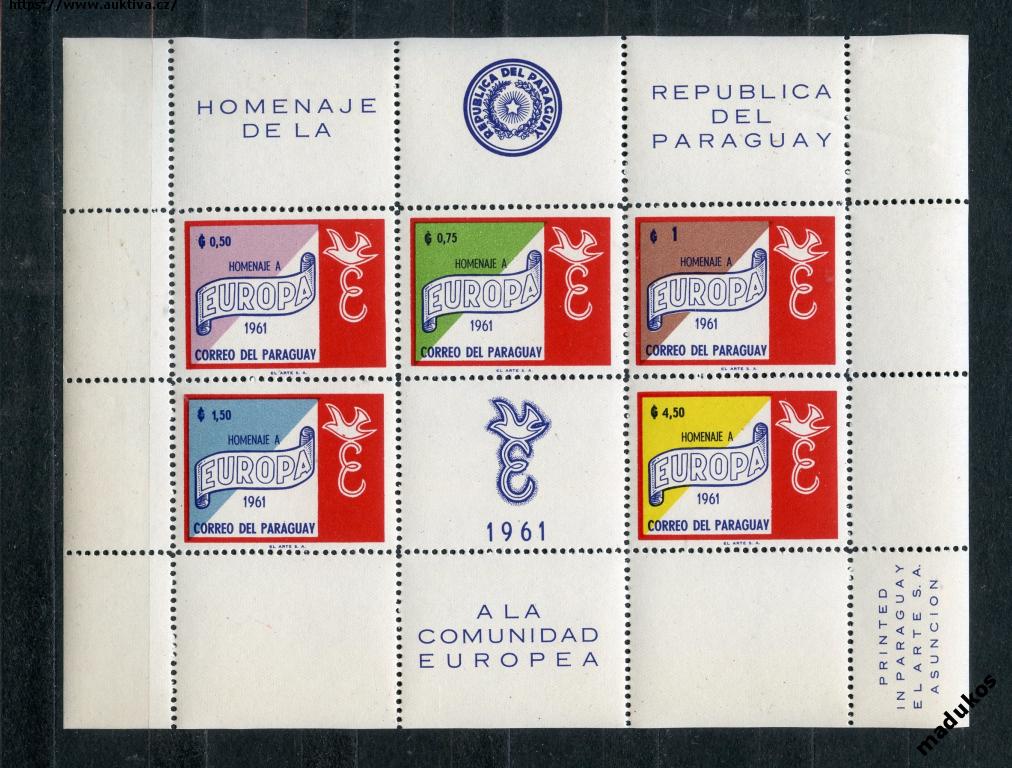 https://www.auktiva.cz/
HOMENAJE
DE LA
REPUBLICA DEL PARAGUAY
REPUBLICA
DEL
PARAGUAY
₲ 0,50
HOMENAJE A
EUROPA
1961
CORREO DEL PARAGUAY
EL ARTE S. A.
₲ 0,75
HOMENAJE A
EUROPA
1961
CORREO DEL PARAGUAY
EL ARTE S. A.
₲ 1
HOMENAJE A
EUROPA
1961
CORREO DEL PARAGUAY
EL ARTE S. A.
₲ 1,50
HOMENAJE A
EUROPA
1961
CORREO DEL PARAGUAY
EL ARTE S. A.
1961
₲ 4,50
HOMENAJE A
EUROPA
1961
CORREO DEL PARAGUAY
EL ARTE S. A.
A LA
COMUNIDAD
EUROPEA
PRINTED
IN PARAGUAY
EL ARTE S. A.
ASUNCION
madukos